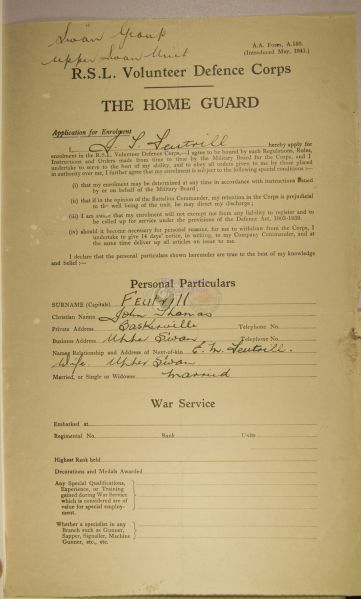 Swan Group
Upper Swan Unit
A.A. Form, A.180.
(Introduced May, 1941.)
R.S.L. Volunteer Defence Corps
THE HOME GUARD
Application for Enrolment
I, J. T. Feutrill hereby apply for
enrolment in the R.S.L. Volunteer Defence Corps,—I agree to be bound by such Regulations, Rules,
Instructions and Orders made from time to time by the Military Board for the Corps, and I
undertake to serve to the best of my ability, and to obey all orders given to me by those placed
in authority over me, I further agree that my enrolment is subject to the following special conditions :—
(i) that my enrolment may be determined at any time in accordance with instructions issued
by or on behalf of the Military Board;
(ii) that if in the opinion of the Battalion Commander, my retention in the Corps is prejudicial
to the well being of the unit, he may direct my discharge;
(iii) I am aware that my enrolment will not exempt me from my liability to register and to
be called up for service under the provisions of the Defence Act, 1903-1939.
(iv) should it become necessary for personal reasons, for me to withdraw from the Corps, I
undertake to give 14 days' notice, in writing, to my Company Commander, and at
the same time deliver up all articles on issue to me.
I declare that the personal particulars shown hereunder are true to the best of my knowledge
and belief :—
Personal Particulars
SURNAME (Capitals) Feutrill
Christian Names John Thomas
Private Address Baskerville Telephone No.
Business Address Upper Swan Telephone No.
Names Relationship and Address of Next-of-kin E. M. Feutrill.
Wife. Upper Swan
Married, or Single or Widower Married
War Service
Embarked at
Regimental No. Rank Units
Highest Rank held
Decorations and Medals Awarded
Any Special Qualifications,
Experience, or Training
gained during War Service
which is considered are of
value for special employ-
ment.
Whether a specialist in any
Branch such as Gunner,
Sapper, Signaller, Machine
Gunner, etc., etc.